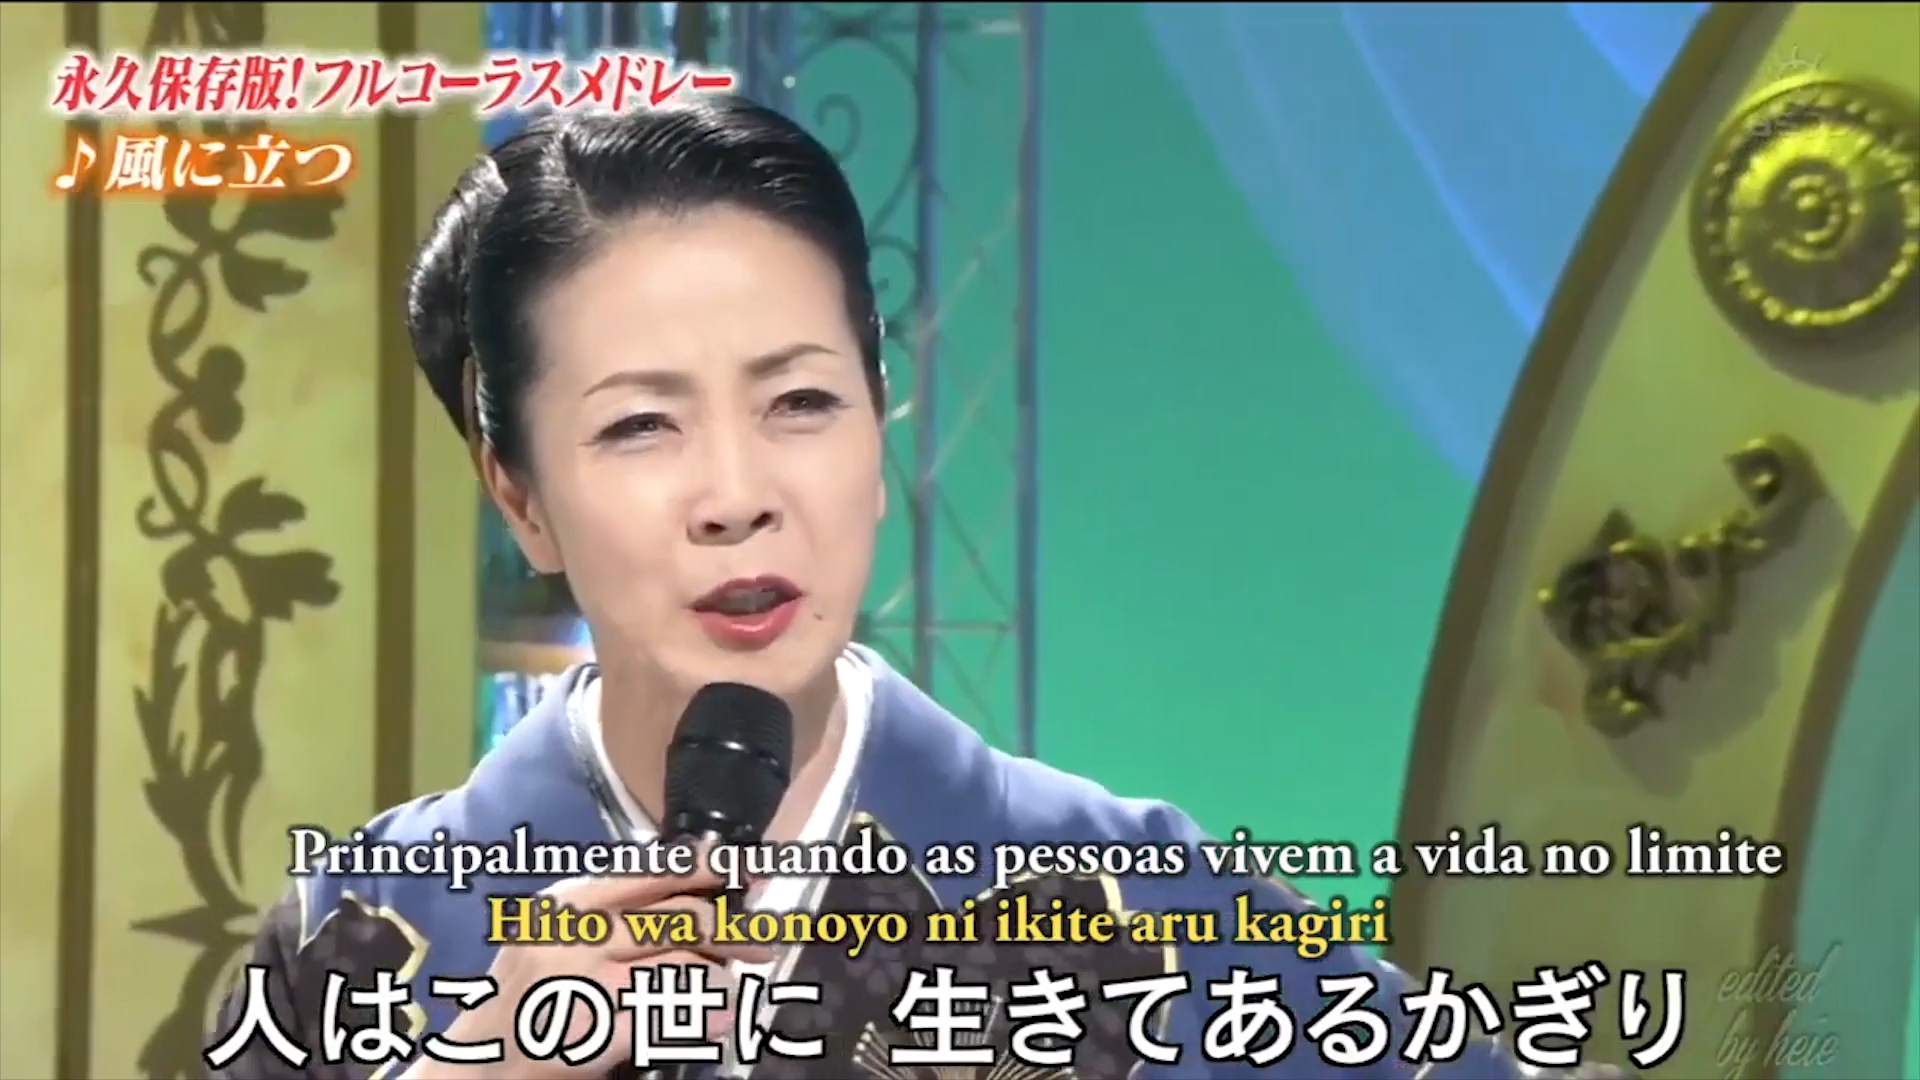 永久保存版!フルコーラスメドレー
♪風に立つ
Principalmente quando as pessoas vivem a vida no limite
Hito wa konoyo ni ikite aru kagiri
人はこの世に 生きてあるかぎり
edited
by heie